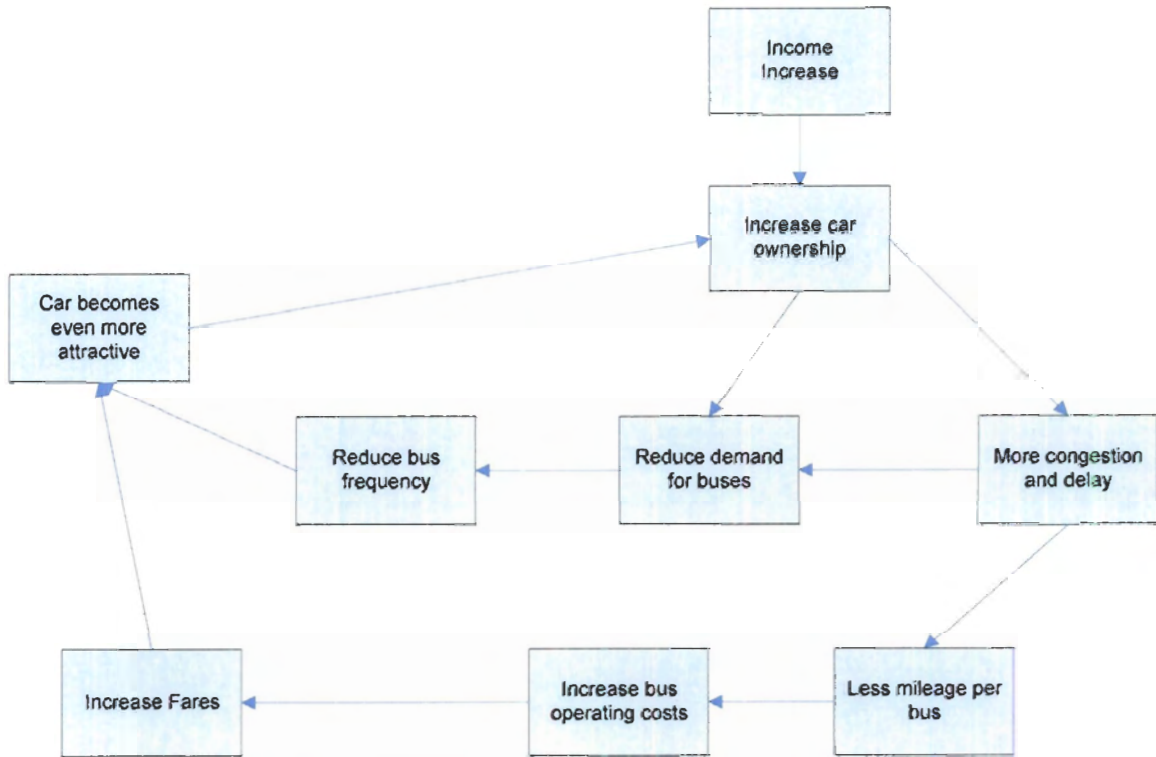 Income
Increase
Increase car
ownership
Car becomes
even more
attractive
Reduce bus
frequency
Reduce demand
for buses
More congestion
and delay
Increase Fares
Increase bus
operating costs
Less mileage per
bus